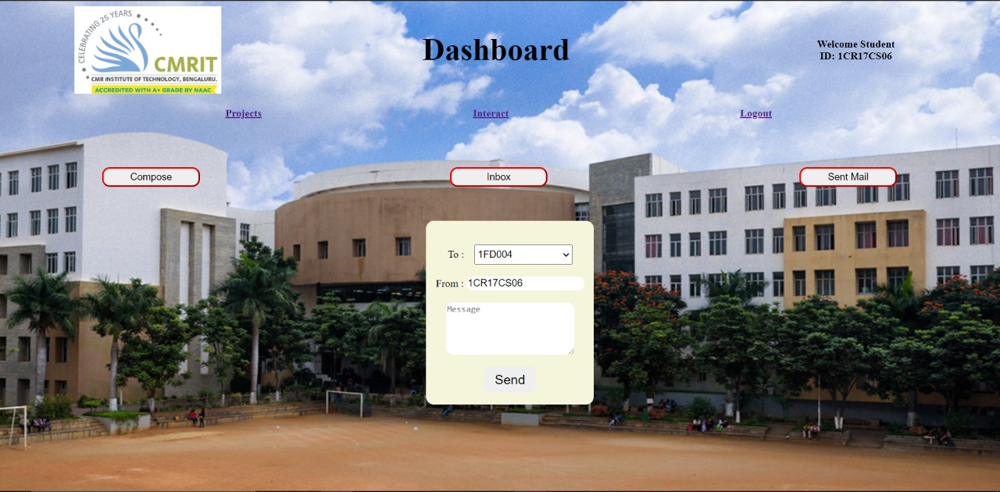 CELEBRATING 25 YEARS
CMRIT
CMR INSTITUTE OF TECHNOLOGY, BENGALURU.
ACCREDITED WITH A+ GRADE BY NAAC
Dashboard
Welcome Student
ID: 1CR17CS06
Projects Interact Logout
Compose Inbox Sent Mail
To : 1FD004
From : 1CR17CS06
Message
Send